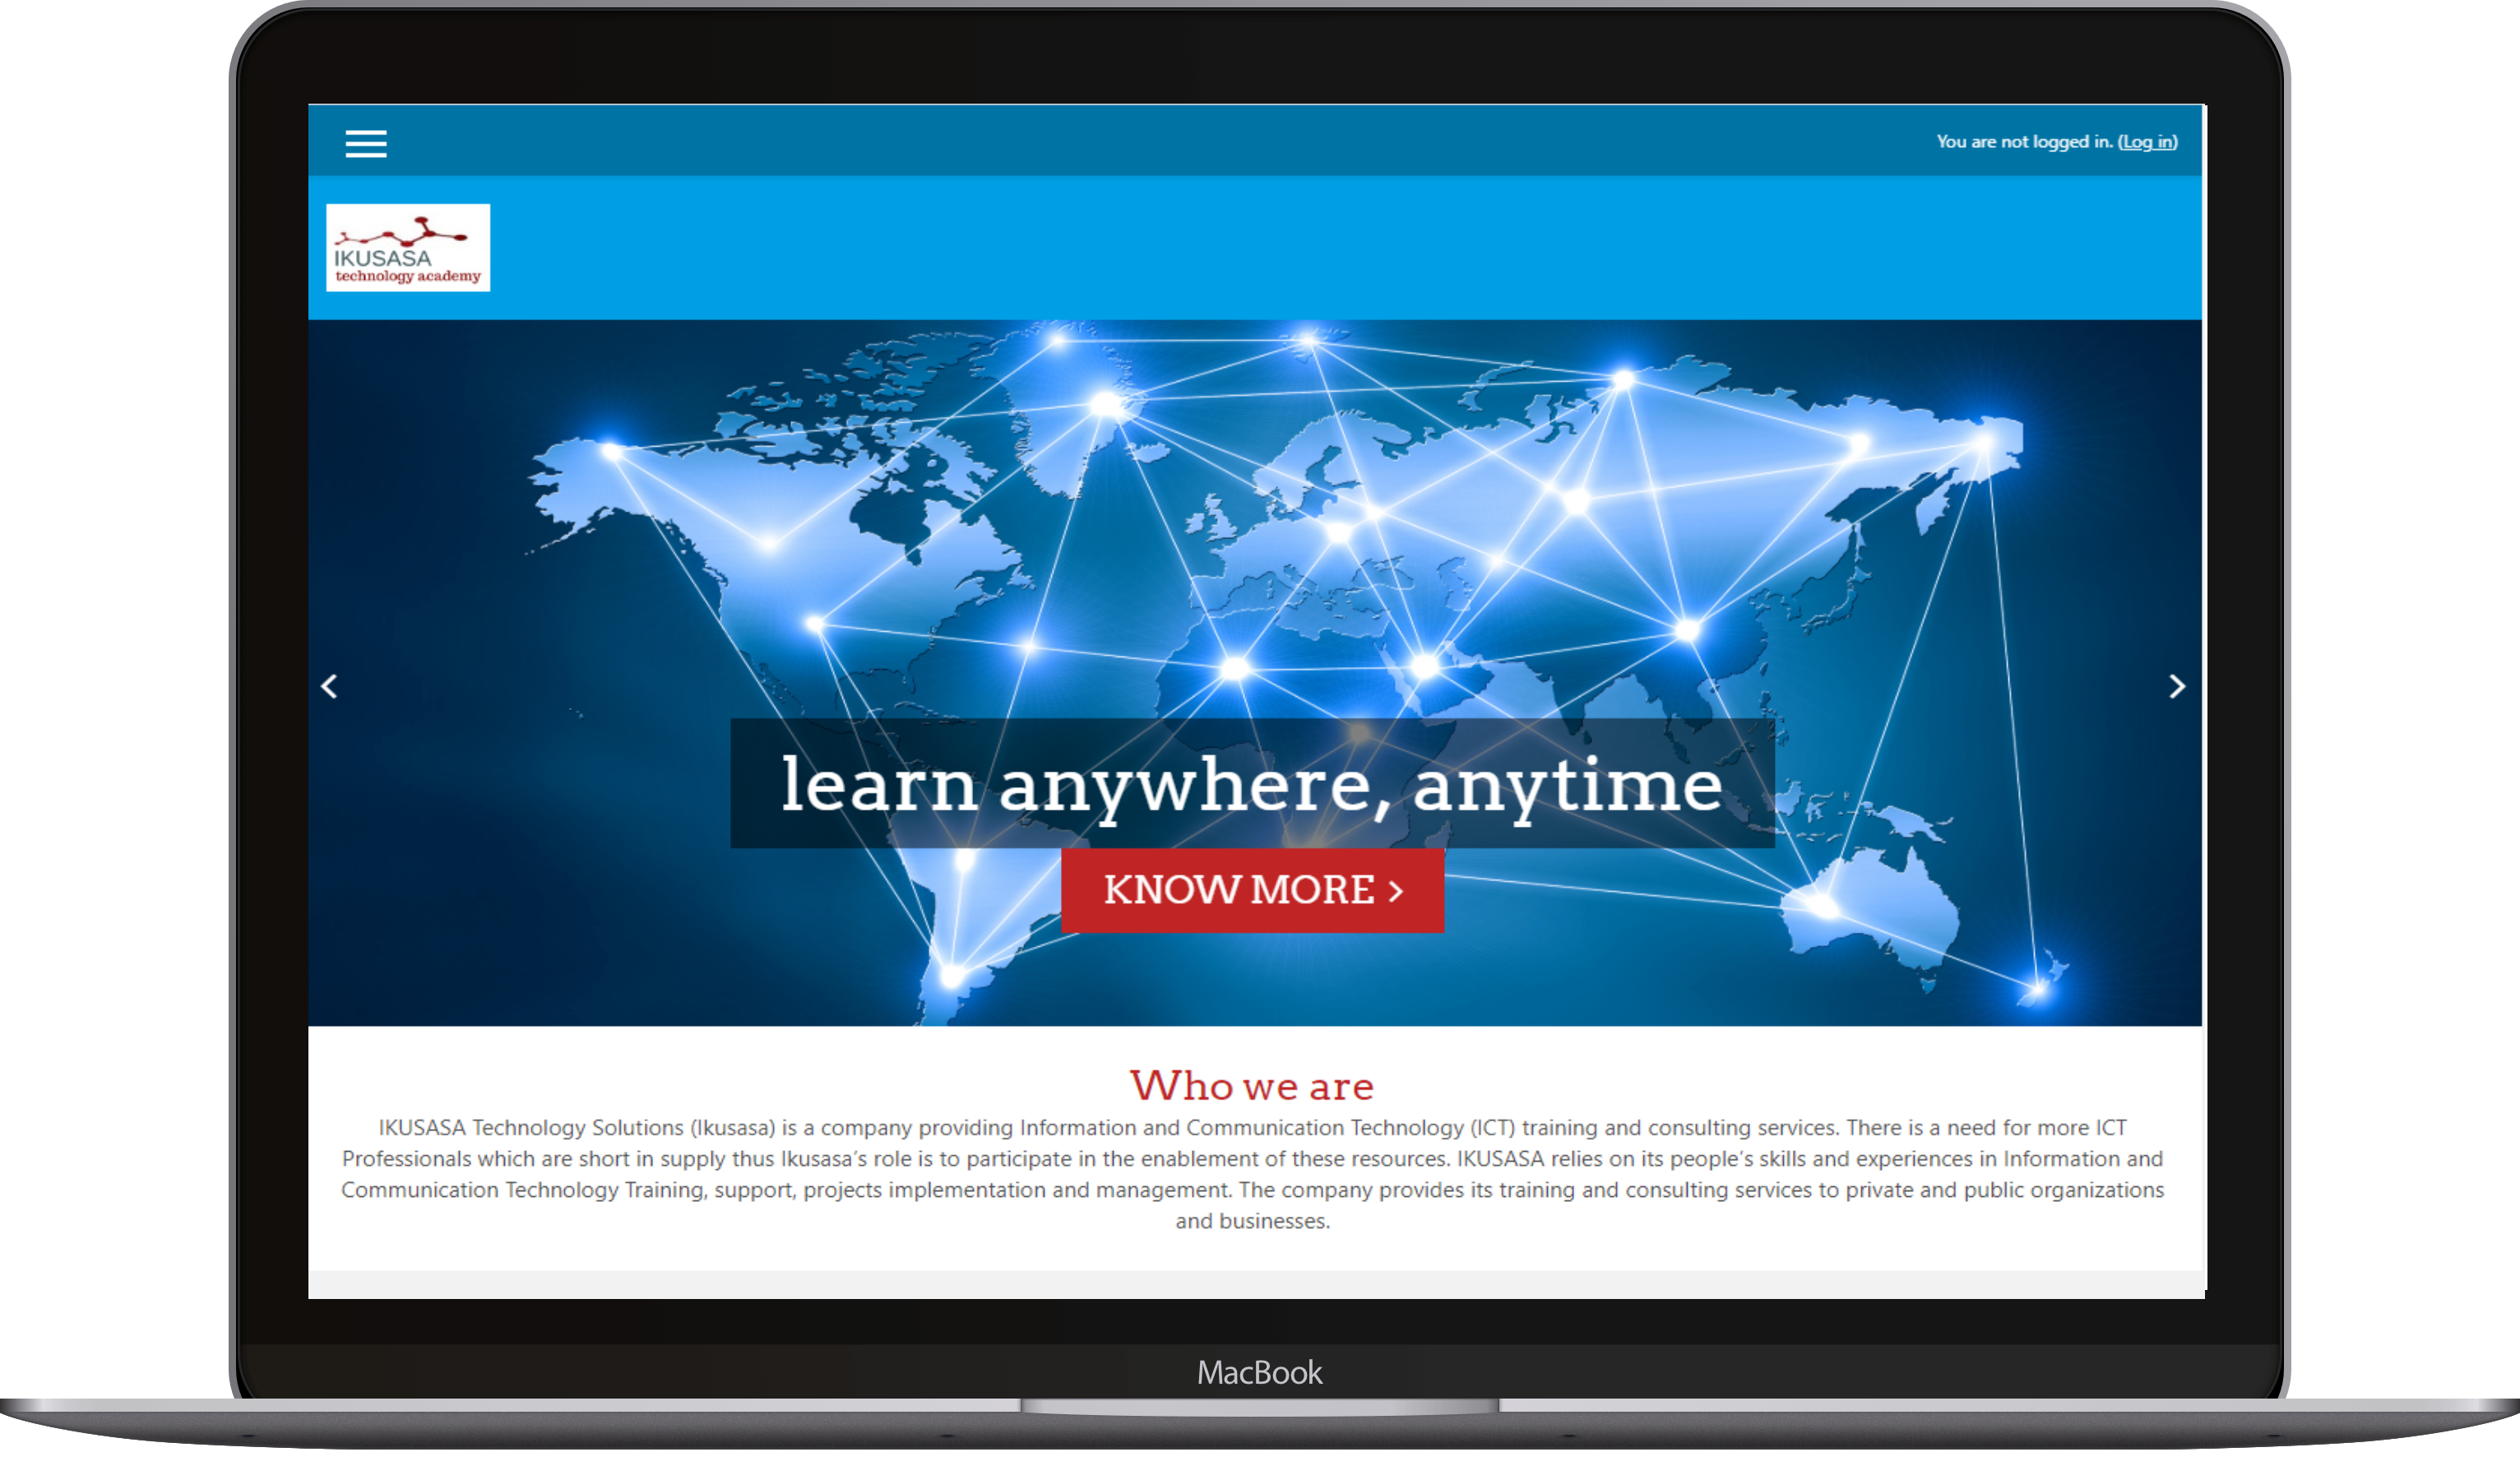 You are not logged in. (Log in)
IKUSASA
technology academy
learn anywhere, anytime
KNOW MORE >
Who we are
IKUSASA Technology Solutions (Ikusasa) is a company providing Information and Communication Technology (ICT) training and consulting services. There is a need for more ICT
Professionals which are short in supply thus Ikusasa's role is to participate in the enablement of these resources. IKUSASA relies on its people's skills and experiences in Information and
Communication Technology Training, support, projects implementation and management. The company provides its training and consulting services to private and public organizations
and businesses.
MacBook